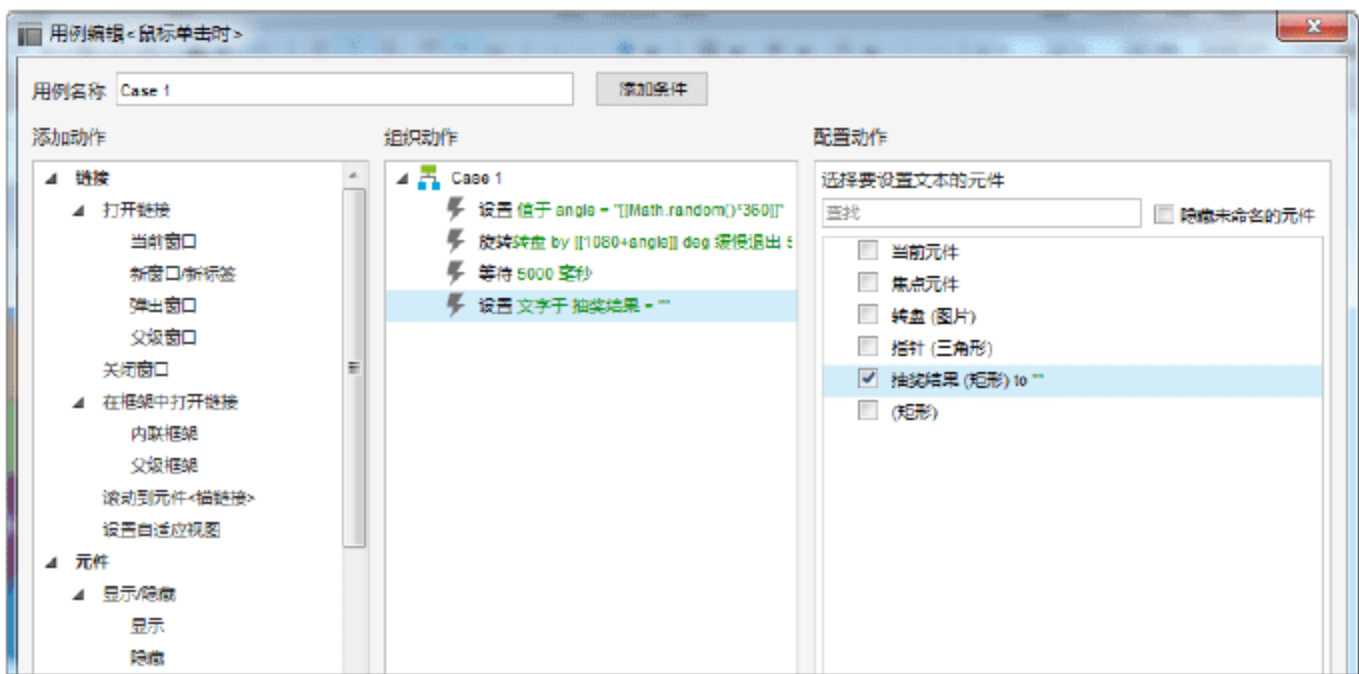 用例编辑<鼠标单击时>
用例名称 Case 1 添加条件
添加动作
链接
打开链接
当前窗口
新窗口/新标签
弹出窗口
父级窗口
关闭窗口
在框架中打开链接
内联框架
父级框架
滚动到元件<锚链接>
设置自适应视图
元件
显示/隐藏
显示
隐藏
组织动作
Case 1
设置 值于 angle = "[[Math.random()*360]]"
旋转转盘 by [[1080+angle]] deg 缓慢退出 5
等待 5000 毫秒
设置 文字于 抽奖结果 = ""
配置动作
选择要设置文本的元件
查找 隐藏未命名的元件
当前元件
焦点元件
转盘 (图片)
指针 (三角形)
抽奖结果 (矩形) to ""
(矩形)